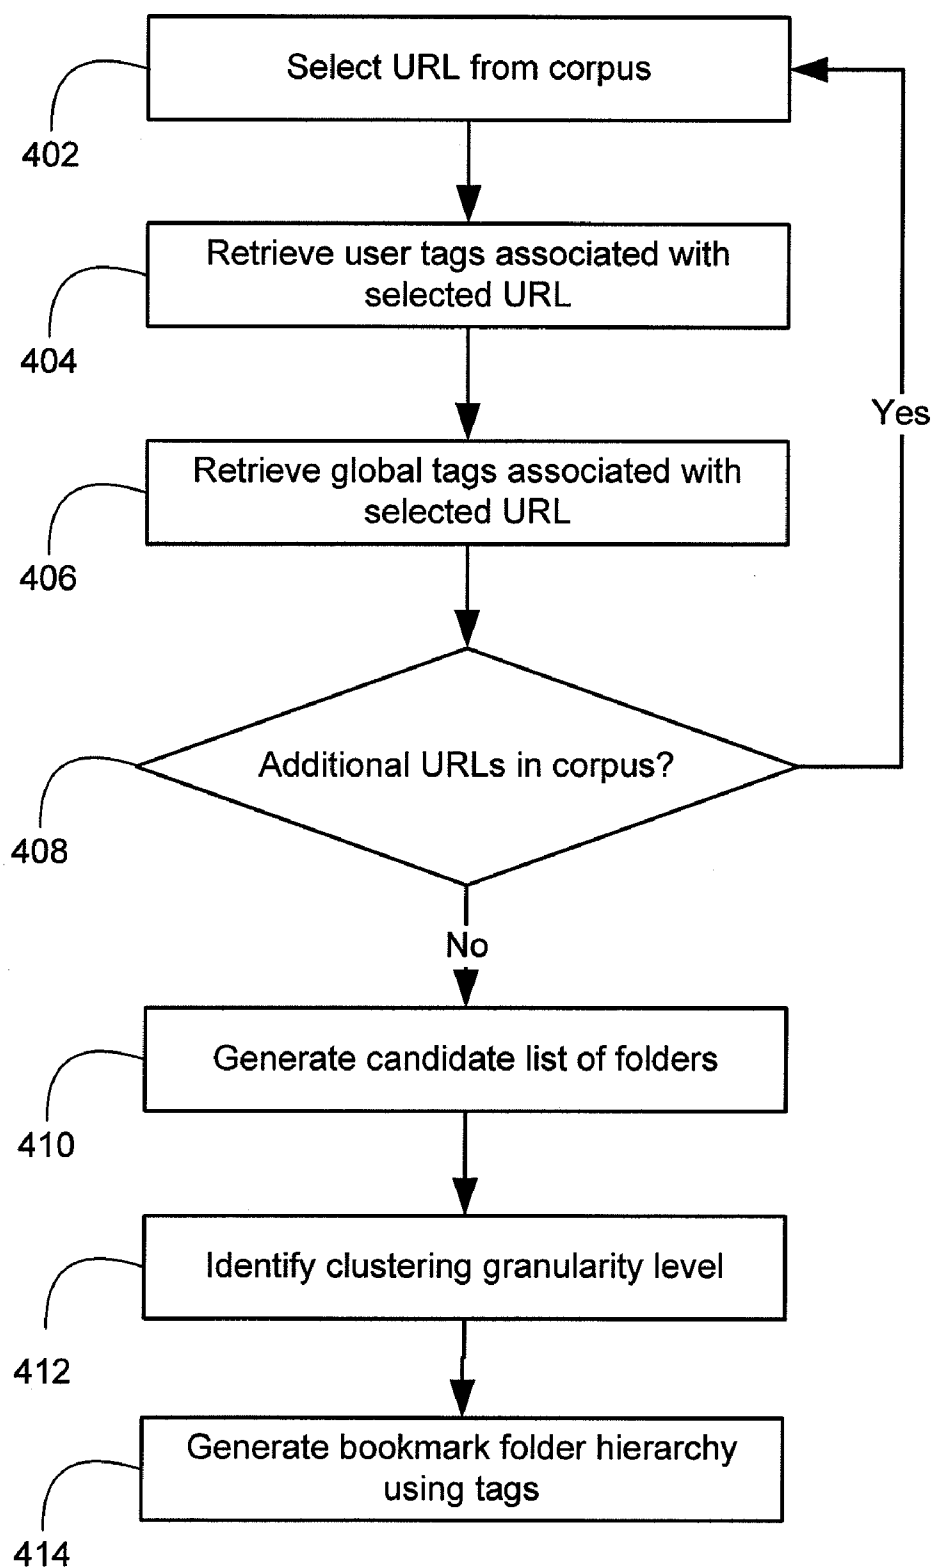 Select URL from corpus
402
Retrieve user tags associated with
selected URL
404
Yes
Retrieve global tags associated with
selected URL
406
Additional URLs in corpus?
408
No
Generate candidate list of folders
410
Identify clustering granularity level
412
Generate bookmark folder hierarchy
using tags
414